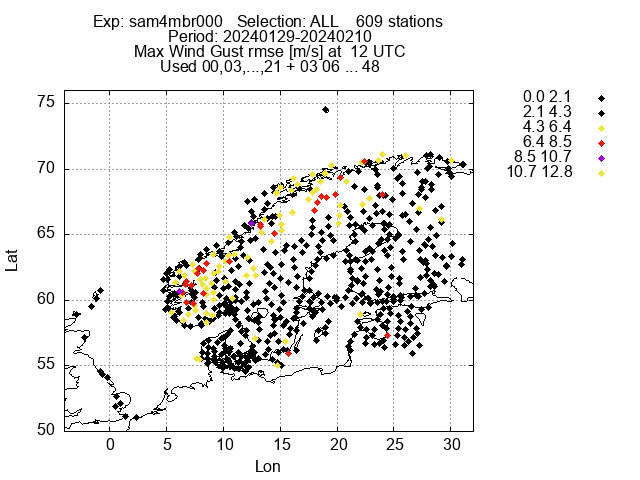 Exp: sam4mbr000   Selection: ALL    609 stations
Period: 20240129-20240210
Max Wind Gust rmse [m/s] at  12 UTC
Used 00,03,...,21 + 03 06 ... 48
75
70
65
60
55
50
Lat
0 5 10 15 20 25 30
Lon
0.0 2.1
2.1 4.3
4.3 6.4
6.4 8.5
8.5 10.7
10.7 12.8